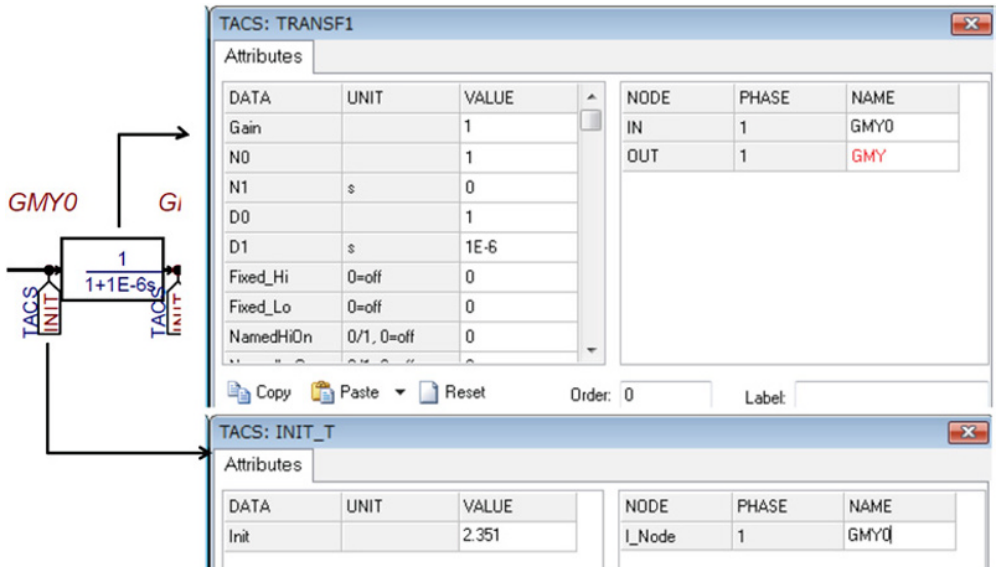 TACS: TRANSF1
Attributes
DATA UNIT VALUE
Gain 1
N0 1
N1 s 0
D0 1
D1 s 1E-6
Fixed_Hi 0=off 0
Fixed_Lo 0=off 0
NamedHiOn 0/1, 0=off 0
NODE PHASE NAME
IN 1 GMY0
OUT 1 GMY
Copy Paste Reset Order: 0 Label:
GMY0
1
1+1E-6s
TACS
INIT
TACS
INIT
TACS: INIT_T
Attributes
DATA UNIT VALUE
Init 2.351
NODE PHASE NAME
I_Node 1 GMY0